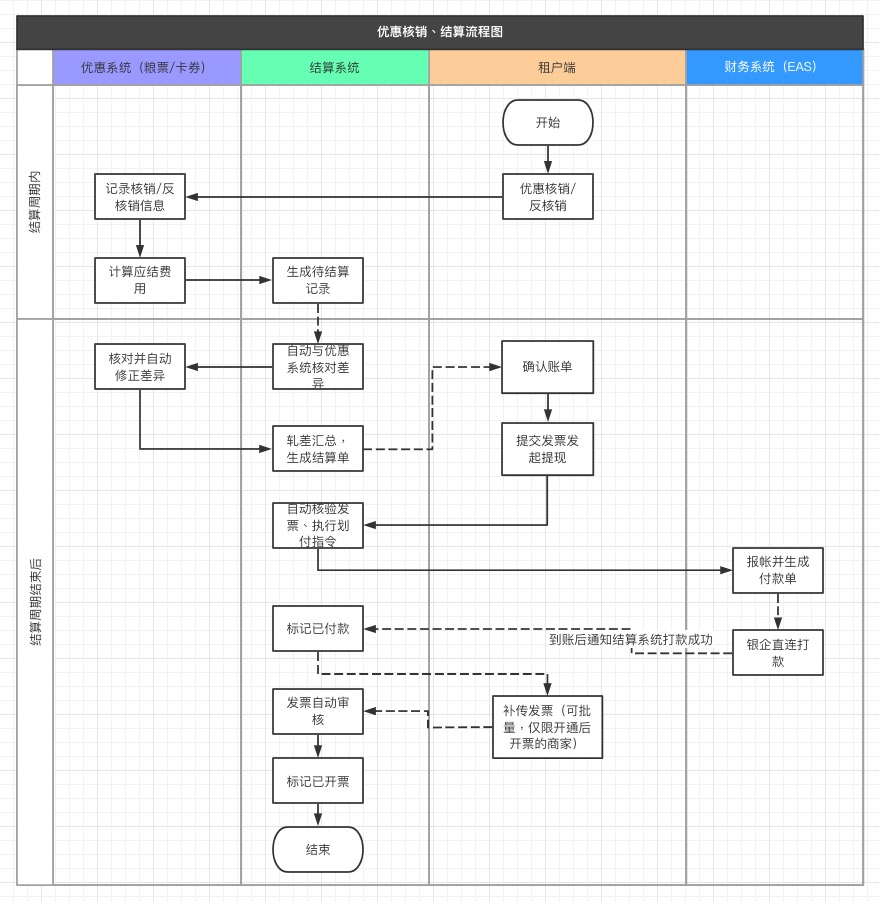 优惠核销、结算流程图
优惠系统（粮票/卡券）
结算系统
租户端
财务系统（EAS）
结算周期内
开始
优惠核销/
反核销
记录核销/反
核销信息
计算应结费
用
生成待结算
记录
结算周期结束后
自动与优惠
系统核对差
异
核对并自动
修正差异
确认账单
轧差汇总，
生成结算单
提交发票发
起提现
自动核验发
票、执行划
付指令
报帐并生成
付款单
标记已付款
到账后通知结算系统打款成功
银企直连打
款
发票自动审
核
补传发票（可批
量，仅限开通后
开票的商家）
标记已开票
结束